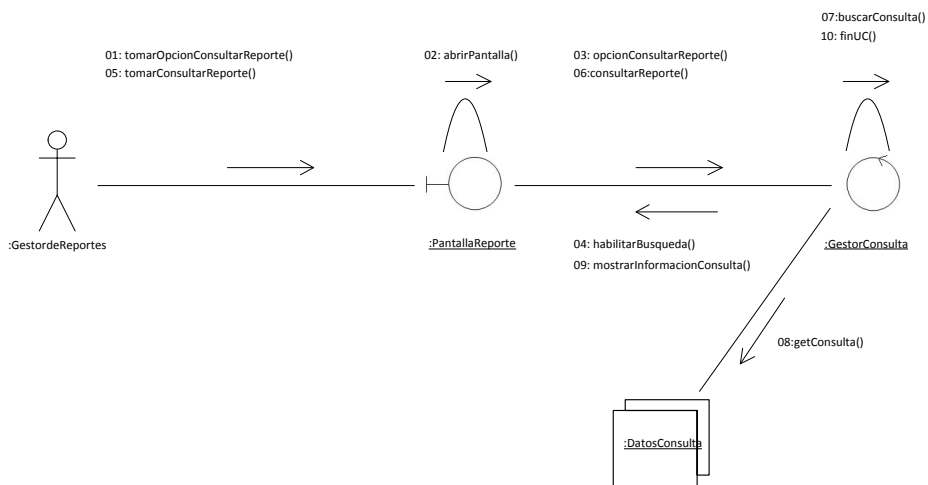 07:buscarConsulta()
10: finUC()
01: tomarOpcionConsultarReporte()
05: tomarConsultarReporte()
02: abrirPantalla()
03: opcionConsultarReporte()
06:consultarReporte()
:GestordeReportes
:PantallaReporte
04: habilitarBusqueda()
09: mostrarInformacionConsulta()
:GestorConsulta
08:getConsulta()
:DatosConsulta